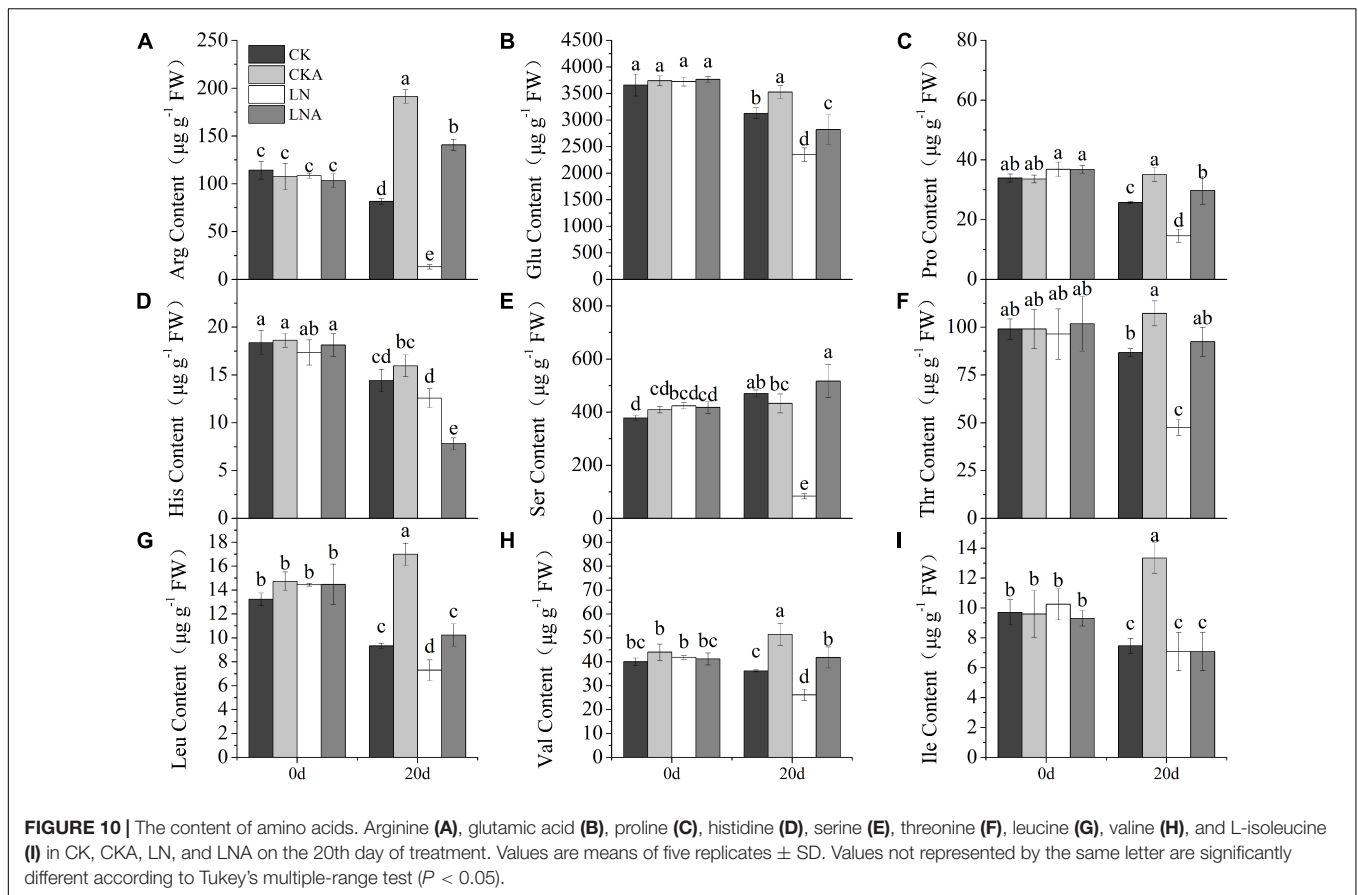 A B C
250 4500 80
CK
CKA
LN
LNA
200 4000
3500 60
150 3000
2500 40
100 2000
1500 20
50 1000
500
0 0 0
Arg Content（µg g-1 FW）
c c c c d a e b
Glu Content（µg g-1 FW）
a a a a b a d c
Pro Content（µg g-1 FW）
ab ab a a c a d b
D E F
20 800 100
15 600 75
10 400 50
5 200 25
0 0 0
His Content（µg g-1 FW）
a a ab a cd bc d e
Ser Content（µg g-1 FW）
d cd bcd cd ab bc e a
Thr Content（µg g-1 FW）
ab ab ab ab b a c ab
G H I
18 90 14
16 80 12
14 70 10
12 60 8
10 50 6
8 40 4
6 30 2
4 20 0
2 10
0 0
Leu Content（µg g-1 FW）
b b b b c a d c
Val Content（µg g-1 FW）
bc b b bc c a d b
Ile Content（µg g-1 FW）
b b b b c a c c
0d 20d 0d 20d 0d 20d
FIGURE 10 | The content of amino acids. Arginine (A), glutamic acid (B), proline (C), histidine (D), serine (E), threonine (F), leucine (G), valine (H), and L-isoleucine
(I) in CK, CKA, LN, and LNA on the 20th day of treatment. Values are means of five replicates ± SD. Values not represented by the same letter are significantly
different according to Tukey's multiple-range test (P < 0.05).